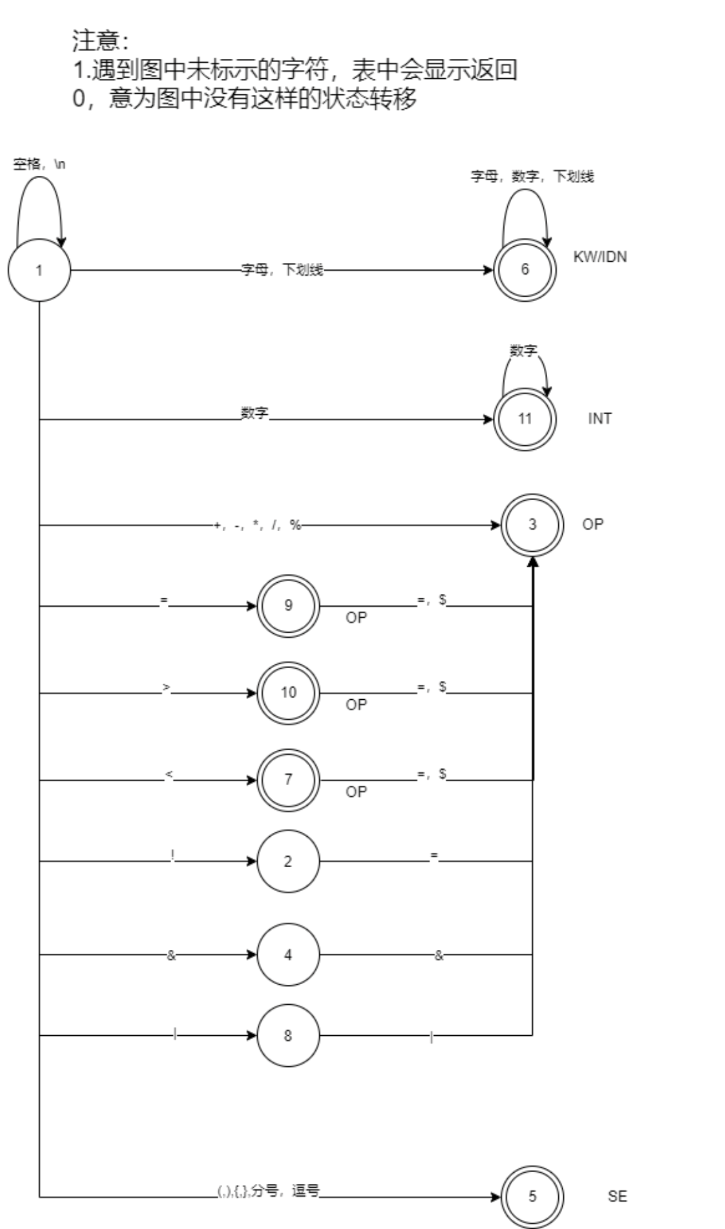 注意：
1.遇到图中未标示的字符，表中会显示返回
0，意为图中没有这样的状态转移
空格，\n
字母，数字，下划线
1
字母，下划线
6
KW/IDN
数字
数字
11
INT
+，-，*，/，%
3
OP
=
9
OP
=，$
>
10
OP
=，$
<
7
OP
=，$
!
2
=
&
4
&
|
8
|
(,),{,},分号，逗号
5
SE